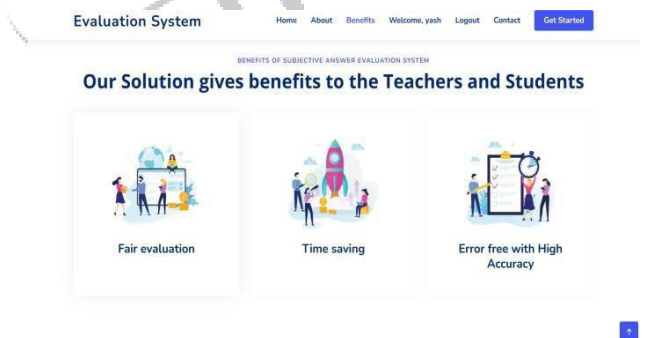 Evaluation System
Home About Benefits Welcome, yash Logout Contact Get Started
BENEFITS OF SUBJECTIVE ANSWER EVALUATION SYSTEM
Our Solution gives benefits to the Teachers and Students
Fair evaluation
Time saving
Error free with High
Accuracy